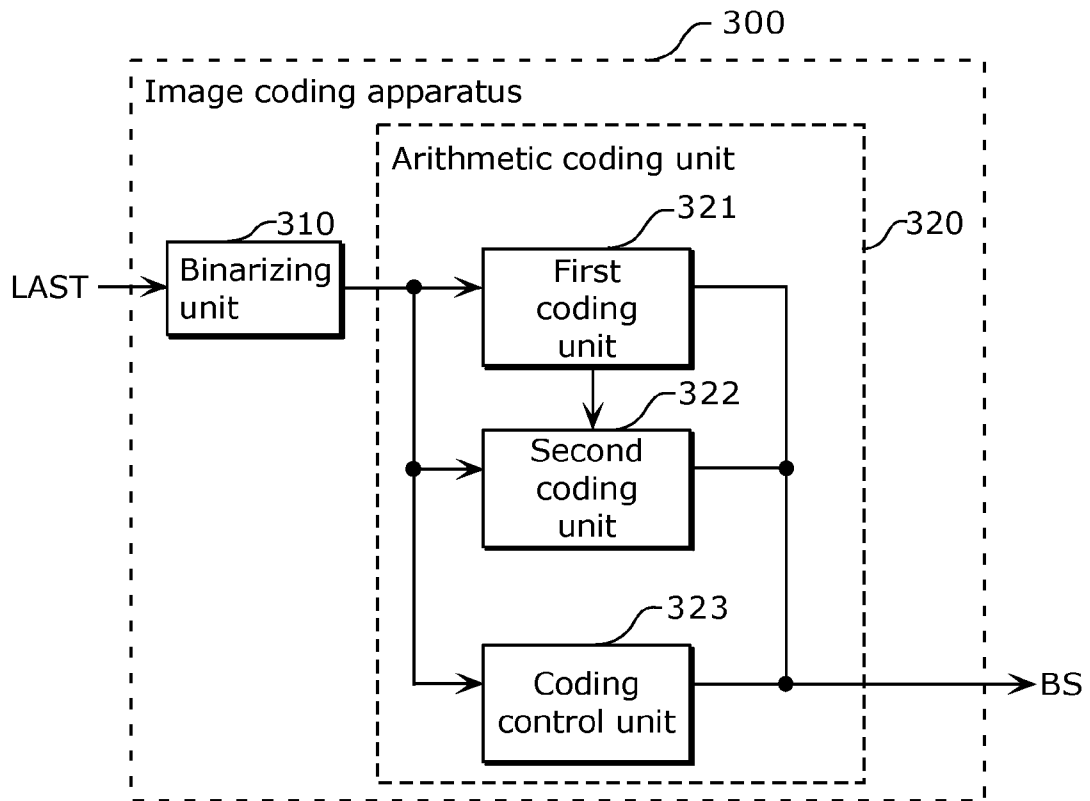 300
Image coding apparatus
Arithmetic coding unit
310
321
320
LAST
Binarizing
unit
First
coding
unit
322
Second
coding
unit
323
Coding
control unit
BS